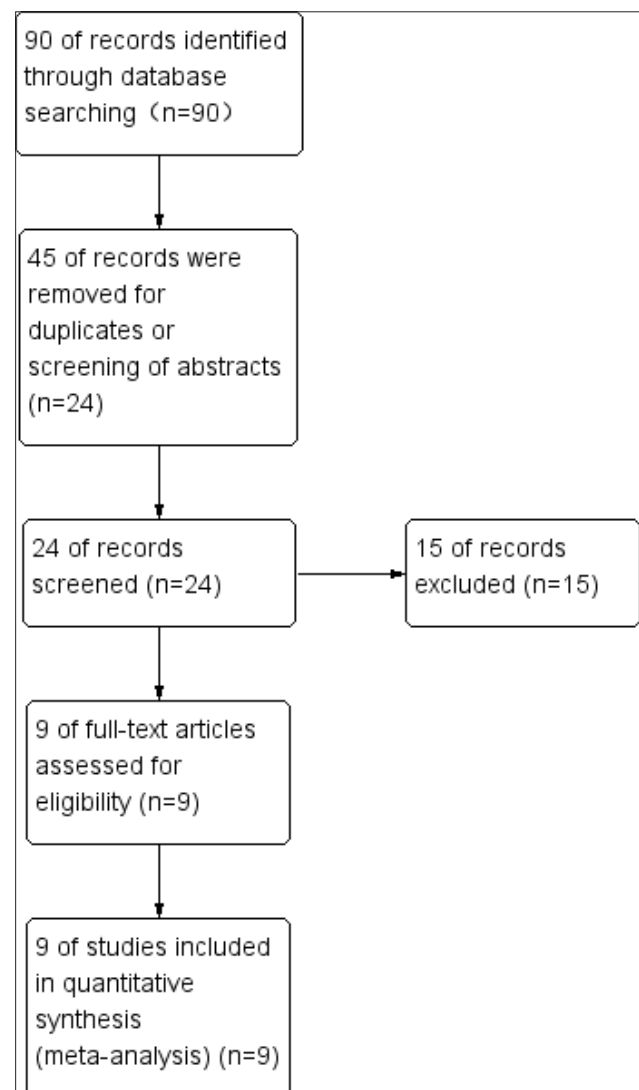 90 of records identified
through database
searching（n=90）
45 of records were
removed for
duplicates or
screening of abstracts
(n=24)
24 of records
screened (n=24)
15 of records
excluded (n=15)
9 of full-text articles
assessed for
eligibility (n=9)
9 of studies included
in quantitative
synthesis
(meta-analysis) (n=9)